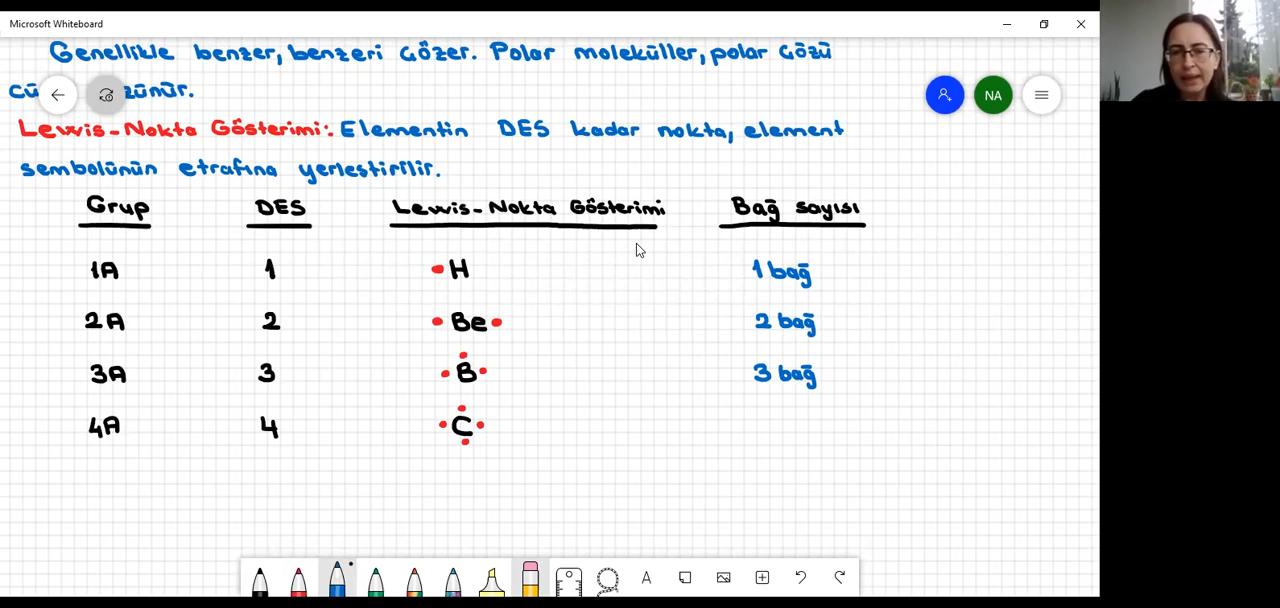 Microsoft Whiteboard
Genellikle benzer, benzeri çözer. Polar moleküller, polar çözü
cü zünür.
NA
Lewis-Nokta Gösterimi: Elementin DES kadar nokta, element
sembolünün etrafına yerleştirilir.
Grup DES Lewis-Nokta Gösterimi Bağ sayısı
1A 1 H 1 bağ
2A 2 Be 2 bağ
3A 3 B 3 bağ
4A 4 C
A